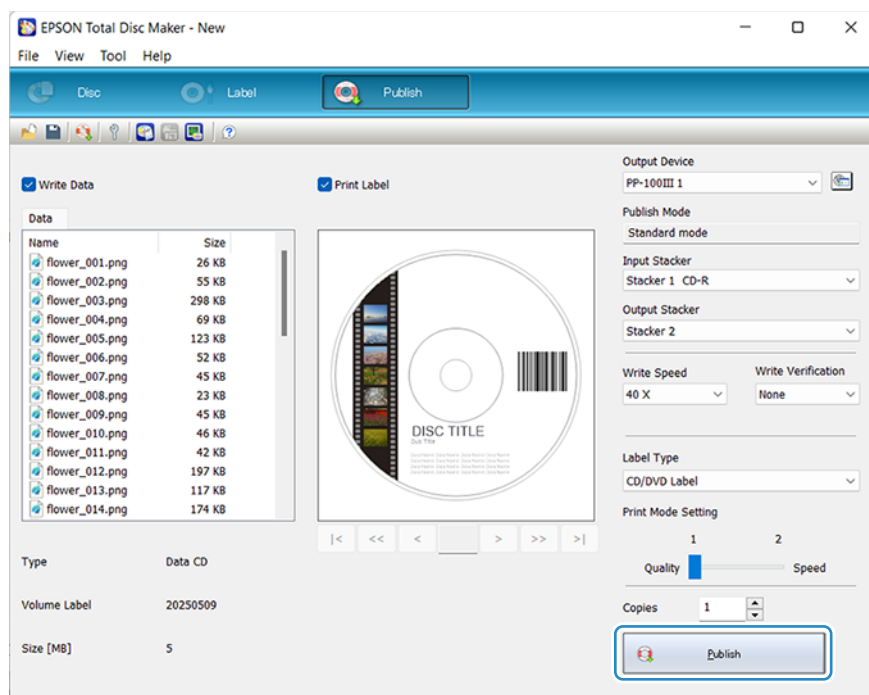 EPSON Total Disc Maker - New
File View Tool Help
Disc Label Publish
Write Data
Print Label
Data
Name Size
flower_001.png 26 KB
flower_002.png 55 KB
flower_003.png 298 KB
flower_004.png 69 KB
flower_005.png 123 KB
flower_006.png 52 KB
flower_007.png 45 KB
flower_008.png 23 KB
flower_009.png 45 KB
flower_010.png 46 KB
flower_011.png 42 KB
flower_012.png 197 KB
flower_013.png 117 KB
flower_014.png 174 KB
DISC TITLE
Sub Title
|< << < > >> >|
Type Data CD
Volume Label 20250509
Size [MB] 5
Output Device
PP-100III 1
Publish Mode
Standard mode
Input Stacker
Stacker 1 CD-R
Output Stacker
Stacker 2
Write Speed Write Verification
40 X None
Label Type
CD/DVD Label
Print Mode Setting
1 2
Quality Speed
Copies 1
Publish